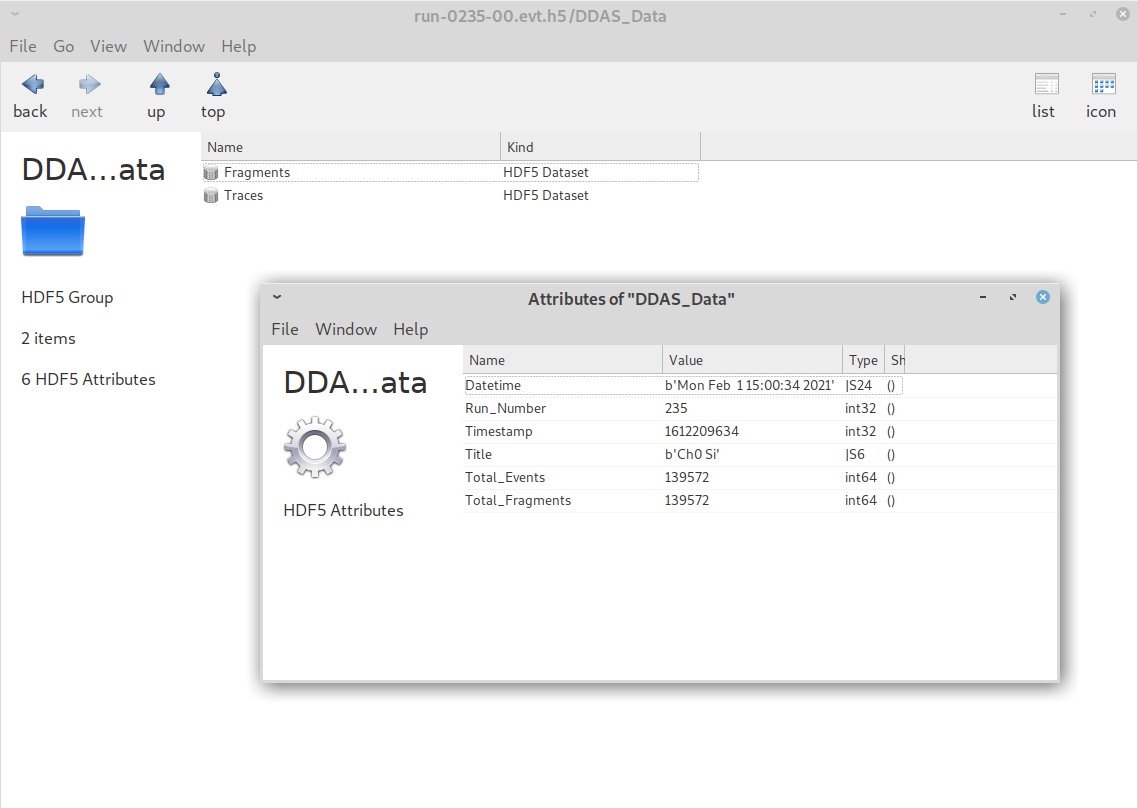 run-0235-00.evt.h5/DDAS_Data
File Go View Window Help
back next up top list icon
DDA...ata
HDF5 Group
2 items
6 HDF5 Attributes
Name Kind
Fragments HDF5 Dataset
Traces HDF5 Dataset
Attributes of "DDAS_Data"
File Window Help
DDA...ata
HDF5 Attributes
Name Value Type Sh
Datetime b'Mon Feb  1 15:00:34 2021' |S24 ()
Run_Number 235 int32 ()
Timestamp 1612209634 int32 ()
Title b'Ch0 Si' |S6 ()
Total_Events 139572 int64 ()
Total_Fragments 139572 int64 ()